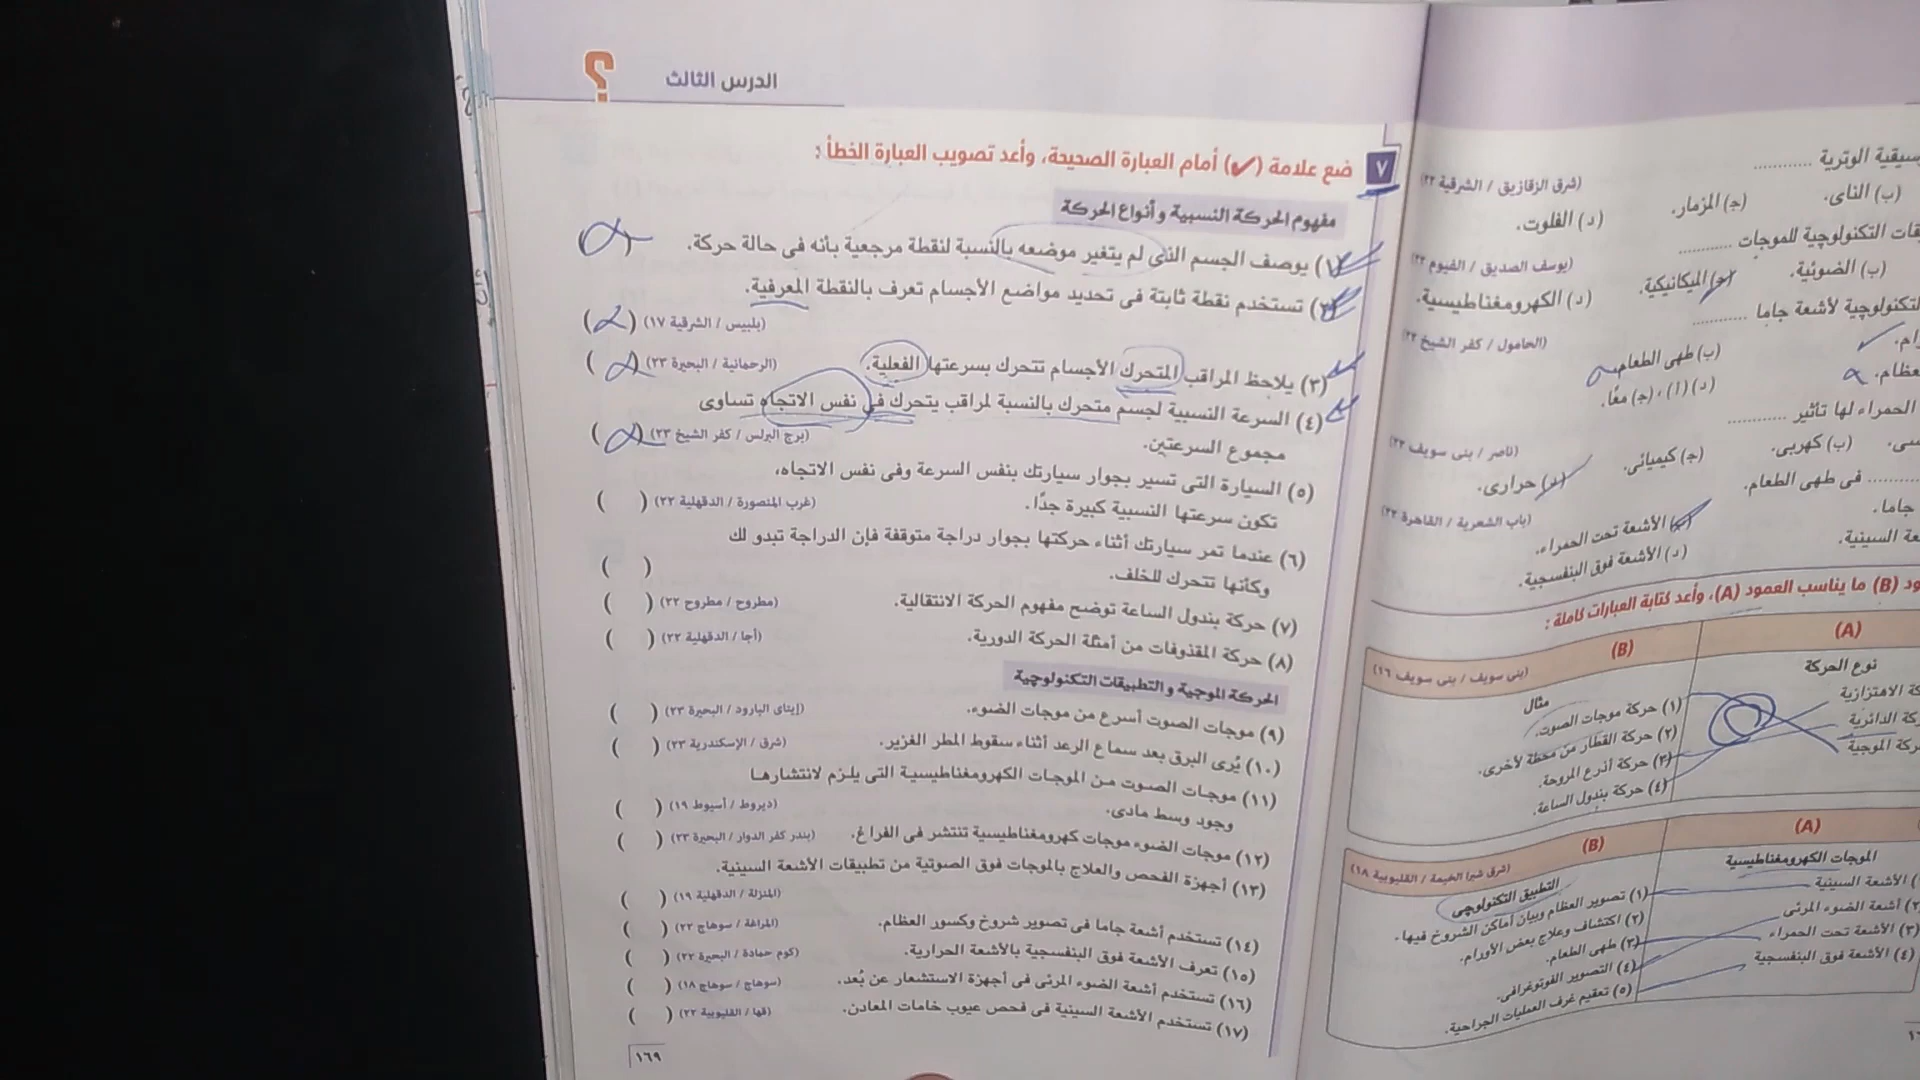 الدرس الثالث
؟
٧ ضع علامة (✓) أمام العبارة الصحيحة، وأعد تصويب العبارة الخطأ :
مفهوم الحركة النسبية وأنواع الحركة
(١) يوصف الجسم الذى لم يتغير موضعه بالنسبة لنقطة مرجعية بأنه فى حالة حركة. ( )
(٢) تستخدم نقطة ثابتة فى تحديد مواضع الأجسام تعرف بالنقطة المعرفية.
(بلبيس / الشرقية ١٧) ( )
(٣) يلاحظ المراقب المتحرك الأجسام تتحرك بسرعتها الفعلية. (الرحمانية / البحيرة ٢٣) ( )
(٤) السرعة النسبية لجسم متحرك بالنسبة لمراقب يتحرك فى نفس الاتجاه تساوى
مجموع السرعتين. (برج البرلس / كفر الشيخ ٢٣) ( )
(٥) السيارة التى تسير بجوار سيارتك بنفس السرعة وفى نفس الاتجاه،
تكون سرعتها النسبية كبيرة جدًا. (غرب المنصورة / الدقهلية ٢٣) ( )
(٦) عندما تمر سيارتك أثناء حركتها بجوار دراجة متوقفة فإن الدراجة تبدو لك
وكأنها تتحرك للخلف. ( )
(٧) حركة بندول الساعة توضح مفهوم الحركة الانتقالية. (مطروح / مطروح ٢٢) ( )
(٨) حركة المقذوفات من أمثلة الحركة الدورية. (أجا / الدقهلية ٢٢) ( )
الحركة الموجية والتطبيقات التكنولوجية
(٩) موجات الصوت أسرع من موجات الضوء. (إيتاى البارود / البحيرة ٢٣) ( )
(١٠) يُرى البرق بعد سماع الرعد أثناء سقوط المطر الغزير. (شرق / الإسكندرية ٢٣) ( )
(١١) موجات الصوت من الموجات الكهرومغناطيسية التى يلزم لانتشارها
وجود وسط مادى. (ديروط / أسيوط ١٩) ( )
(١٢) موجات الضوء موجات كهرومغناطيسية تنتشر فى الفراغ. (بندر كفر الدوار / البحيرة ٢٣) ( )
(١٣) أجهزة الفحص والعلاج بالموجات فوق الصوتية من تطبيقات الأشعة السينية.
(المنزلة / الدقهلية ١٩) ( )
(١٤) تستخدم أشعة جاما فى تصوير شروخ وكسور العظام. (المراغة / سوهاج ٢٢) ( )
(١٥) تعرف الأشعة فوق البنفسجية بالأشعة الحرارية. (كوم حمادة / البحيرة ٢٢) ( )
(١٦) تستخدم أشعة الضوء المرئى فى أجهزة الاستشعار عن بُعد. (سوهاج / سوهاج ١٨) ( )
(١٧) تستخدم الأشعة السينية فى فحص عيوب خامات المعادن. (قها / القليوبية ٢٢) ( )
١٦٩
الوترية ............
(شرق الزقازيق / الشرقية ٢٢)
(ب) الناى. (ج) المزمار. (د) الفلوت.
التكنولوجية للموجات ............
(يوسف الصديق / الفيوم ٢٢)
(ب) الضوئية. (ج) الميكانيكية. (د) الكهرومغناطيسية.
التكنولوجية لأشعة جاما ............
(الحامول / كفر الشيخ ٢٢)
(ب) طهى الطعام.
(د) (أ)، (ج) معًا.
الحمراء لها تأثير ............
(ناصر / بنى سويف ٢٣)
(ب) كهربى. (ج) كيميائى. (د) حرارى.
فى طهى الطعام.
(باب الشعرية / القاهرة ٢٣)
جاما. (ب) الأشعة تحت الحمراء.
السينية. (د) الأشعة فوق البنفسجية.
(B) ما يناسب العمود (A)، وأعد كتابة العبارات كاملة :
(بنى سويف / بنى سويف ١٦)
(A) (B)
نوع الحركة مثال
الاهتزازية (١) حركة موجات الصوت.
الدائرية (٢) حركة القطار من محطة لأخرى.
الموجية (٣) حركة أذرع المروحة.
(٤) حركة بندول الساعة.
(شرق شبرا الخيمة / القليوبية ١٨)
(A) (B)
الموجات الكهرومغناطيسية التطبيق التكنولوجى
الأشعة السينية (١) تصوير العظام وبيان أماكن الشروخ فيها.
أشعة الضوء المرئى (٢) اكتشاف وعلاج بعض الأورام.
(٣) الأشعة تحت الحمراء (٣) طهى الطعام.
(٤) الأشعة فوق البنفسجية (٤) التصوير الفوتوغرافى.
(٥) تعقيم غرف العمليات الجراحية.